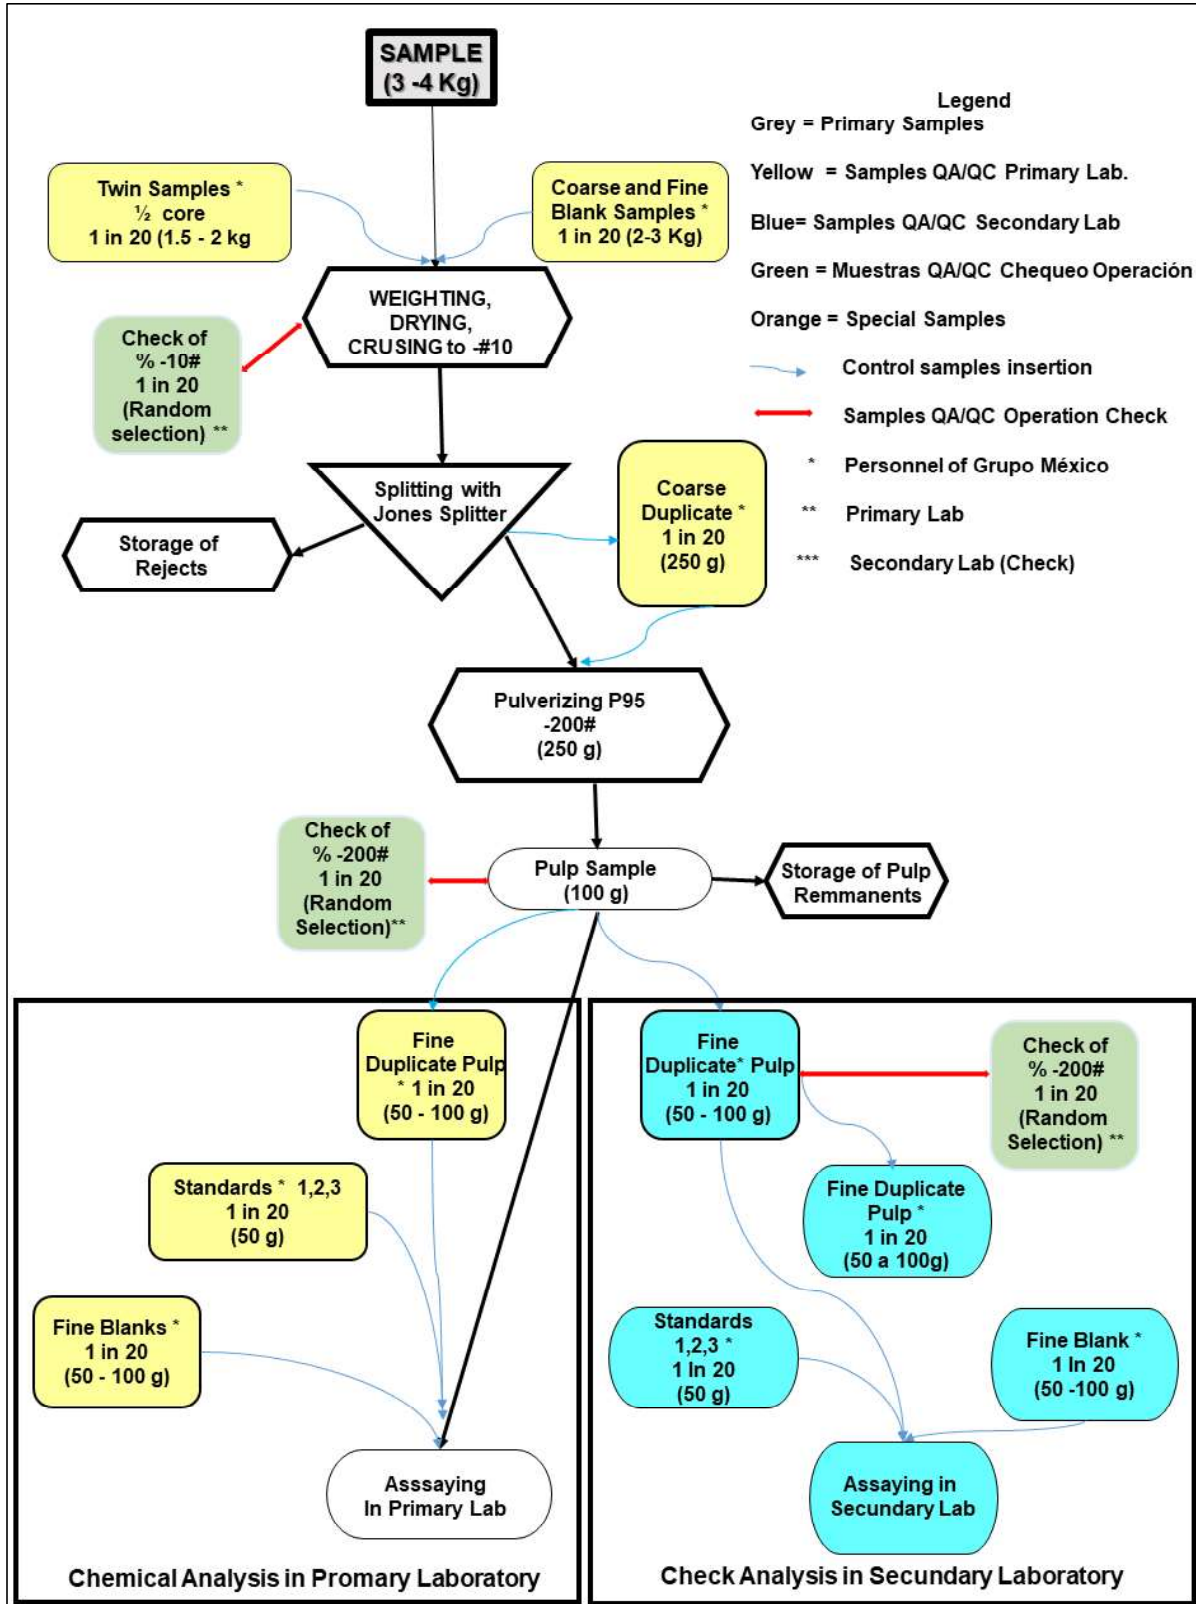 SAMPLE
(3 -4 Kg)
Legend
Grey = Primary Samples
Yellow = Samples QA/QC Primary Lab.
Blue= Samples QA/QC Secondary Lab
Green = Muestras QA/QC Chequeo Operación
Orange = Special Samples
Control samples insertion
Samples QA/QC Operation Check
* Personnel of Grupo México
** Primary Lab
*** Secondary Lab (Check)
Twin Samples *
½ core
1 in 20 (1.5 - 2 kg
Coarse and Fine
Blank Samples *
1 in 20 (2-3 Kg)
WEIGHTING,
DRYING,
CRUSING to -#10
Check of
% -10#
1 in 20
(Random
selection) **
Splitting with
Jones Splitter
Coarse
Duplicate *
1 in 20
(250 g)
Storage of
Rejects
Pulverizing P95
-200#
(250 g)
Check of
% -200#
1 in 20
(Random
Selection)**
Pulp Sample
(100 g)
Storage of Pulp
Remmanents
Fine
Duplicate Pulp
* 1 in 20
(50 - 100 g)
Standards * 1,2,3
1 in 20
(50 g)
Fine Blanks *
1 in 20
(50 - 100 g)
Asssaying
In Primary Lab
Chemical Analysis in Promary Laboratory
Fine
Duplicate* Pulp
1 in 20
(50 - 100 g)
Check of
% -200#
1 in 20
(Random
Selection) **
Fine Duplicate
Pulp *
1 in 20
(50 a 100g)
Standards
1,2,3 *
1 In 20
(50 g)
Fine Blank *
1 In 20
(50 -100 g)
Assaying in
Secundary Lab
Check Analysis in Secundary Laboratory